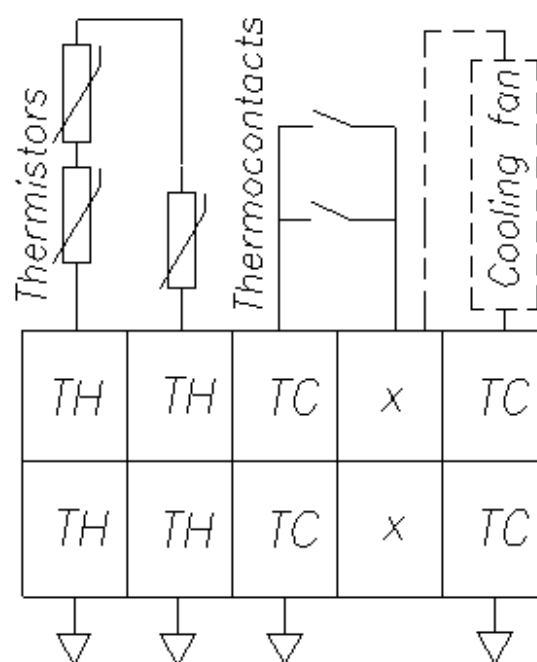 Thermistors
Thermocontacts
Cooling fan
TH TH TC x TC
TH TH TC x TC